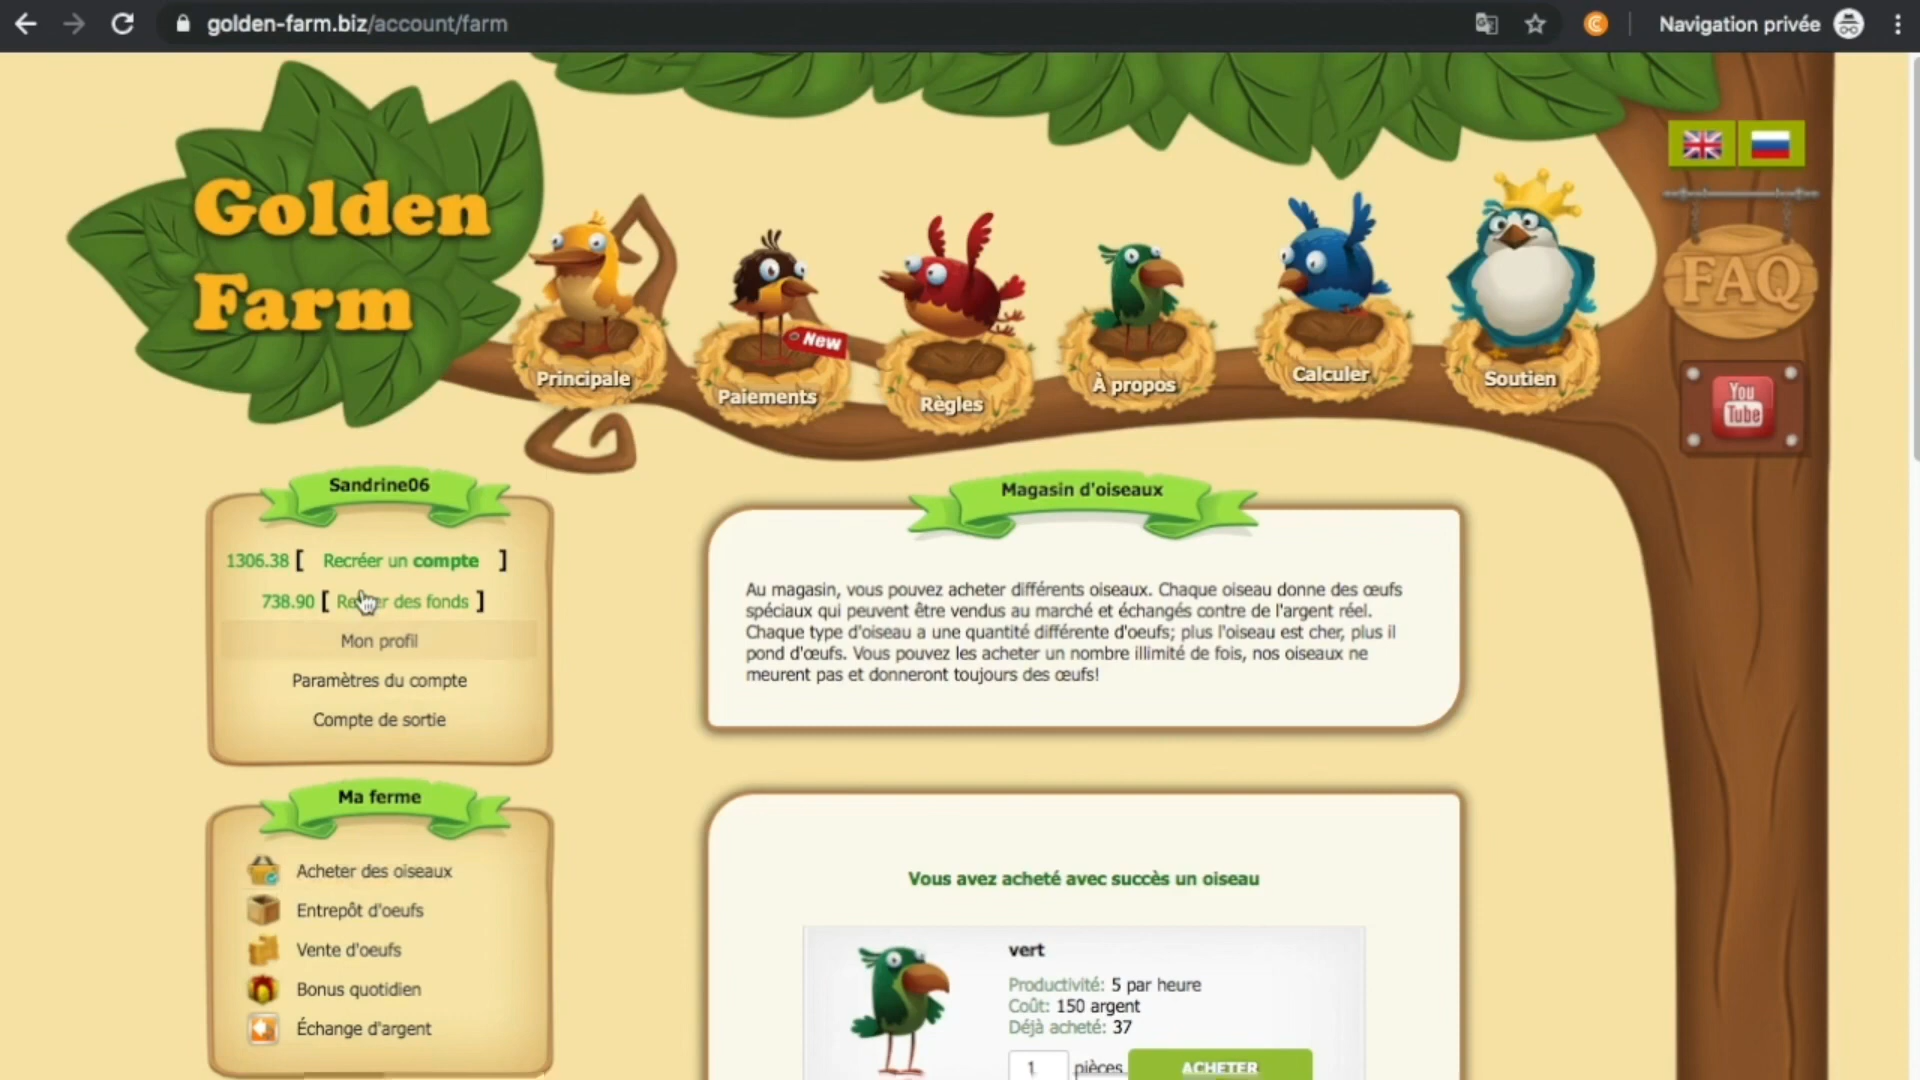 golden-farm.biz/account/farm
Navigation privée
Golden
Farm
Principale
Paiements
New
Règles
À propos
Calculer
Soutien
FAQ
You
Tube
Sandrine06
1306.38 [ Recréer un compte ]
738.90 [ des fonds ]
Mon profil
Paramètres du compte
Compte de sortie
Ma ferme
Acheter des oiseaux
Entrepôt d'oeufs
Vente d'oeufs
Bonus quotidien
Échange d'argent
Magasin d'oiseaux
Au magasin, vous pouvez acheter différents oiseaux. Chaque oiseau donne des œufs
spéciaux qui peuvent être vendus au marché et échangés contre de l'argent réel.
Chaque type d'oiseau a une quantité différente d'oeufs; plus l'oiseau est cher, plus il
pond d'œufs. Vous pouvez les acheter un nombre illimité de fois, nos oiseaux ne
meurent pas et donneront toujours des œufs!
Vous avez acheté avec succès un oiseau
vert
Productivité: 5 par heure
Coût: 150 argent
Déjà acheté: 37
1 pièces ACHETER